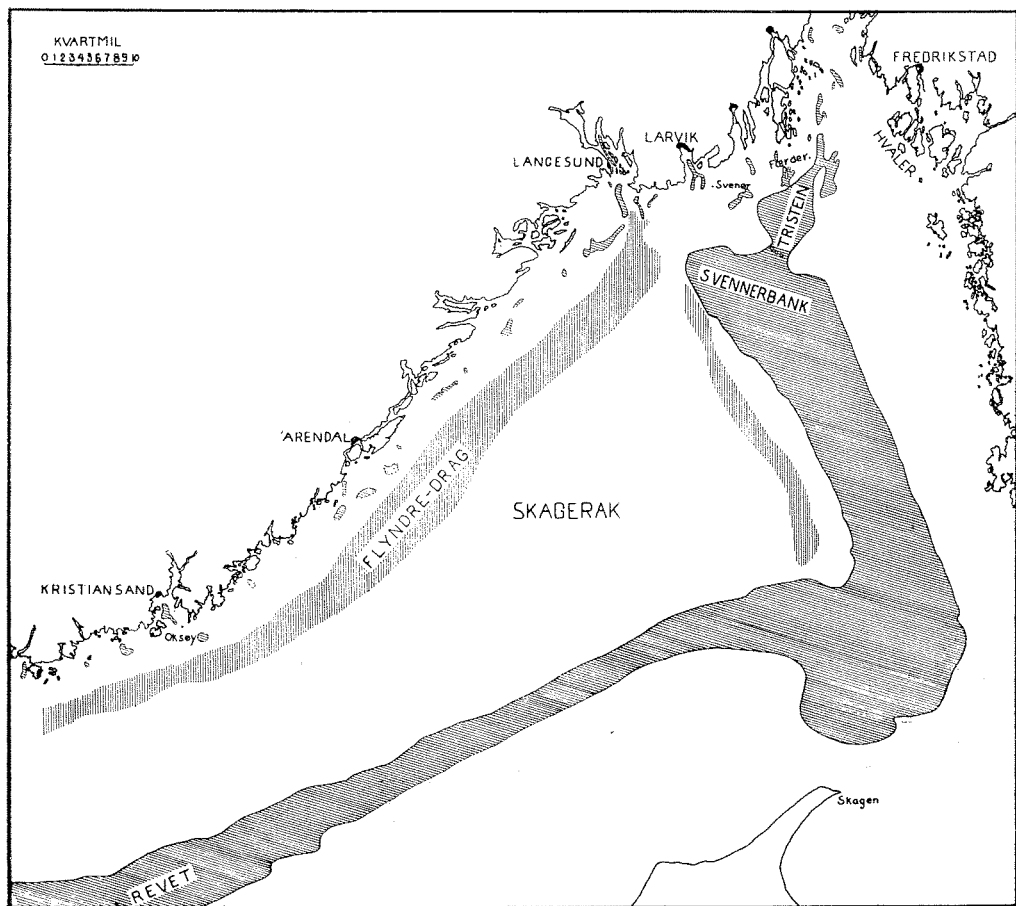 KVARTMIL
0 1 2 3 4 5 6 7 8 9 10
FREDRIKSTAD
LARVIK
LANGESUND
HVALER
Færder.
.Svenør
TRISTEIN
SVENNERBANK
ARENDAL
FLYNDRE-DRAG
SKAGERAK
KRISTIANSAND
Oksøy
Skagen
REVET